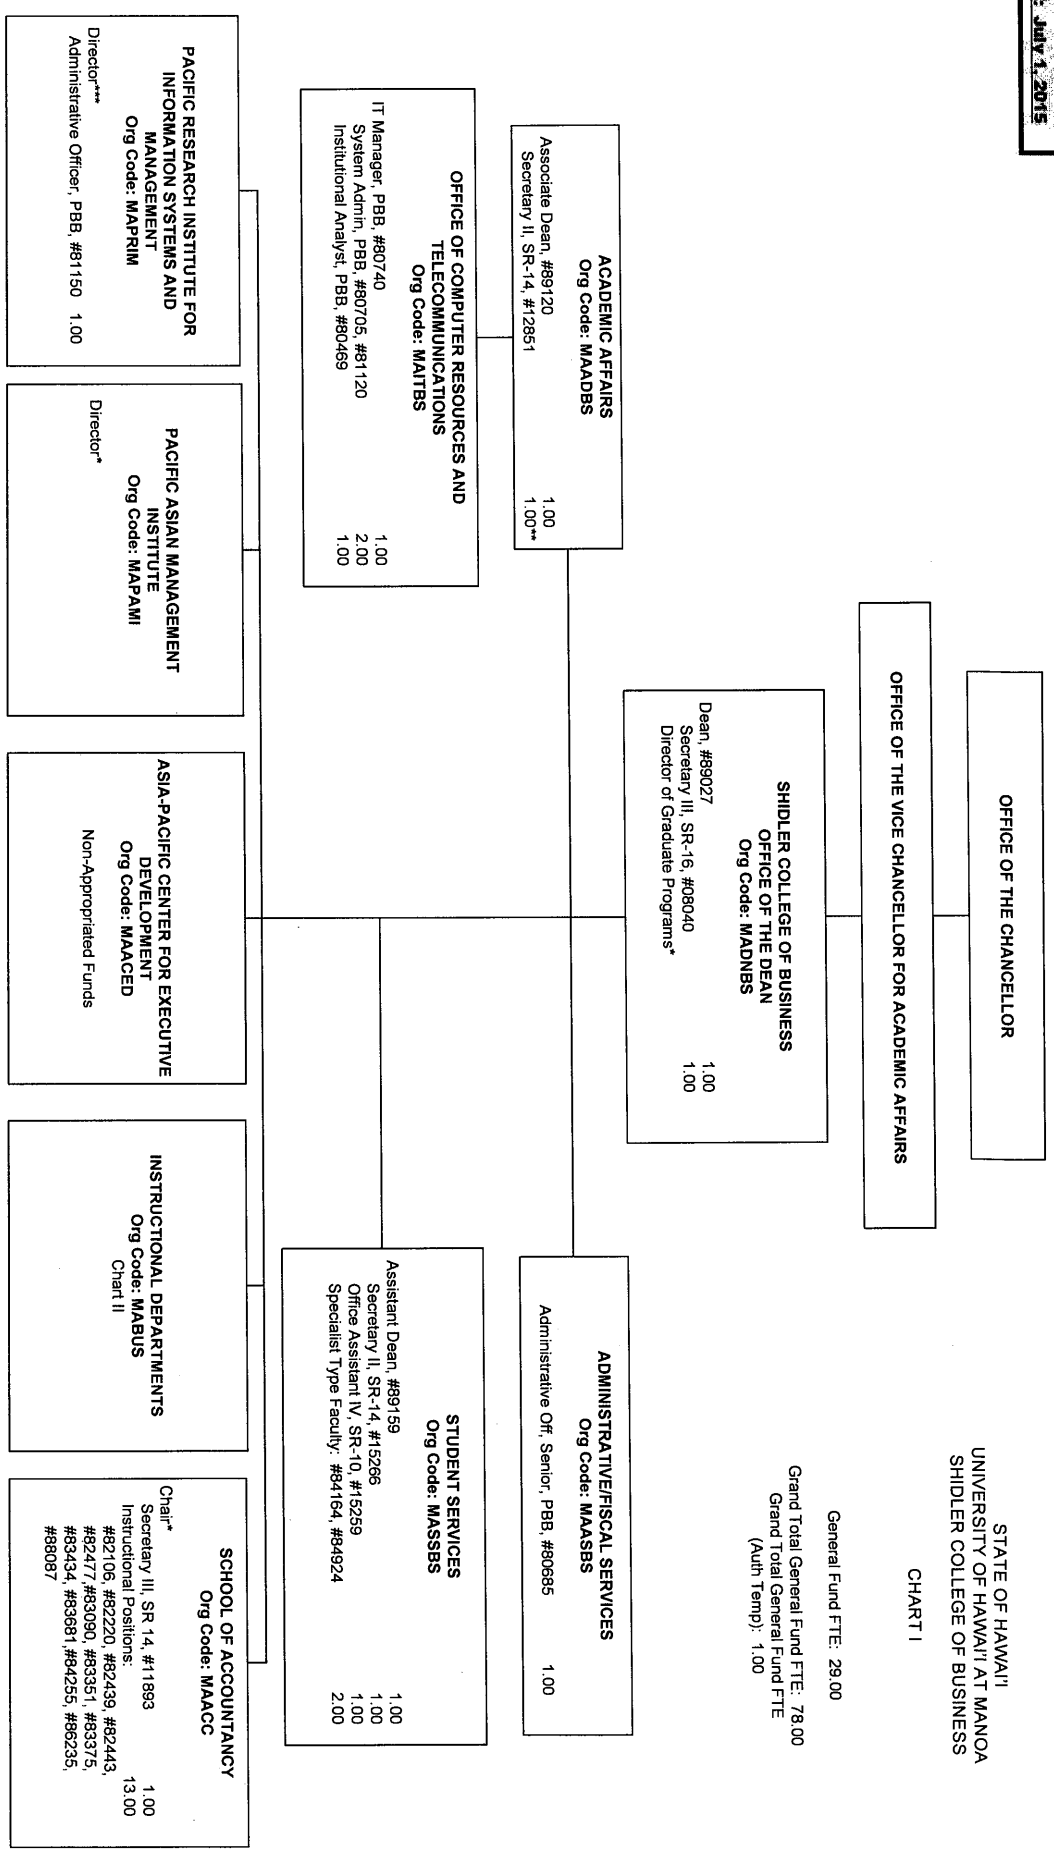 : July 1, 2015
STATE OF HAWAI'I
UNIVERSITY OF HAWAI'I AT MANOA
SHIDLER COLLEGE OF BUSINESS
CHART I
General Fund FTE: 29.00
Grand Total General Fund FTE: 78.00
Grand Total General Fund FTE
(Auth Temp): 1.00
OFFICE OF THE CHANCELLOR
OFFICE OF THE VICE CHANCELLOR FOR ACADEMIC AFFAIRS
SHIDLER COLLEGE OF BUSINESS
OFFICE OF THE DEAN
Org Code: MADNBS
Dean, #89027 1.00
Secretary III, SR-16, #08040 1.00
Director of Graduate Programs*
ACADEMIC AFFAIRS
Org Code: MAADBS
Associate Dean, #89120 1.00
Secretary II, SR-14, #12851 1.00**
ADMINISTRATIVE/FISCAL SERVICES
Org Code: MAASBS
Administrative Off, Senior, PBB, #80685 1.00
OFFICE OF COMPUTER RESOURCES AND
TELECOMMUNICATIONS
Org Code: MAITBS
IT Manager, PBB, #80740 1.00
System Admin, PBB, #80705, #81120 2.00
Institutional Analyst, PBB, #80469 1.00
STUDENT SERVICES
Org Code: MASSBS
Assistant Dean, #89159 1.00
Secretary II, SR-14, #15266 1.00
Office Assistant IV, SR-10, #15259 1.00
Specialist Type Faculty: #84164, #84924 2.00
PACIFIC RESEARCH INSTITUTE FOR
INFORMATION SYSTEMS AND
MANAGEMENT
Org Code: MAPRIM
Director***
Administrative Officer, PBB, #81150 1.00
PACIFIC ASIAN MANAGEMENT
INSTITUTE
Org Code: MAPAMI
Director*
ASIA-PACIFIC CENTER FOR EXECUTIVE
DEVELOPMENT
Org Code: MAACED
Non-Appropriated Funds
INSTRUCTIONAL DEPARTMENTS
Org Code: MABUS
Chart II
SCHOOL OF ACCOUNTANCY
Org Code: MAACC
Chair*
Secretary III, SR 14, #11893 1.00
Instructional Positions: 13.00
#82106, #82220, #82439, #82443,
#82477,#83090, #83351, #83375,
#83434, #83681,#84255, #86235,
#88087